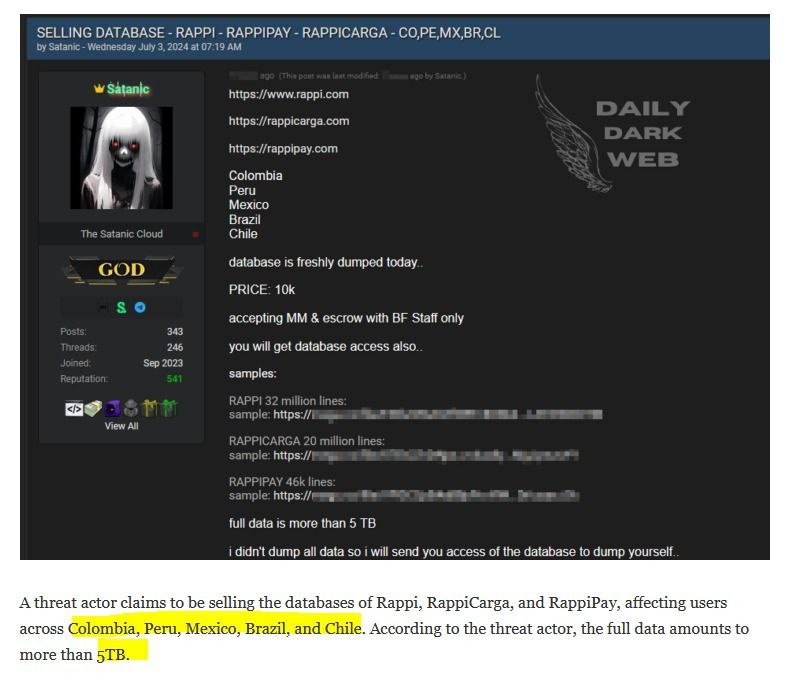 SELLING DATABASE - RAPPI - RAPPIPAY - RAPPICARGA - CO,PE,MX,BR,CL
by Satanic - Wednesday July 3, 2024 at 07:19 AM
ago (This post was last modified: ago by Satanic.)
Satanic
The Satanic Cloud
GOD
Posts: 343
Threads: 246
Joined: Sep 2023
Reputation: 541
View All
https://www.rappi.com
https://rappicarga.com
https://rappipay.com
Colombia
Peru
Mexico
Brazil
Chile
database is freshly dumped today..
PRICE: 10k
accepting MM & escrow with BF Staff only
you will get database access also..
samples:
RAPPI 32 million lines:
sample: https://
RAPPICARGA 20 million lines:
sample: https://
RAPPIPAY 46k lines:
sample: https://
full data is more than 5 TB
i didn't dump all data so i will send you access of the database to dump yourself..
DAILY
DARK
WEB
A threat actor claims to be selling the databases of Rappi, RappiCarga, and RappiPay, affecting users
across Colombia, Peru, Mexico, Brazil, and Chile. According to the threat actor, the full data amounts to
more than 5TB.